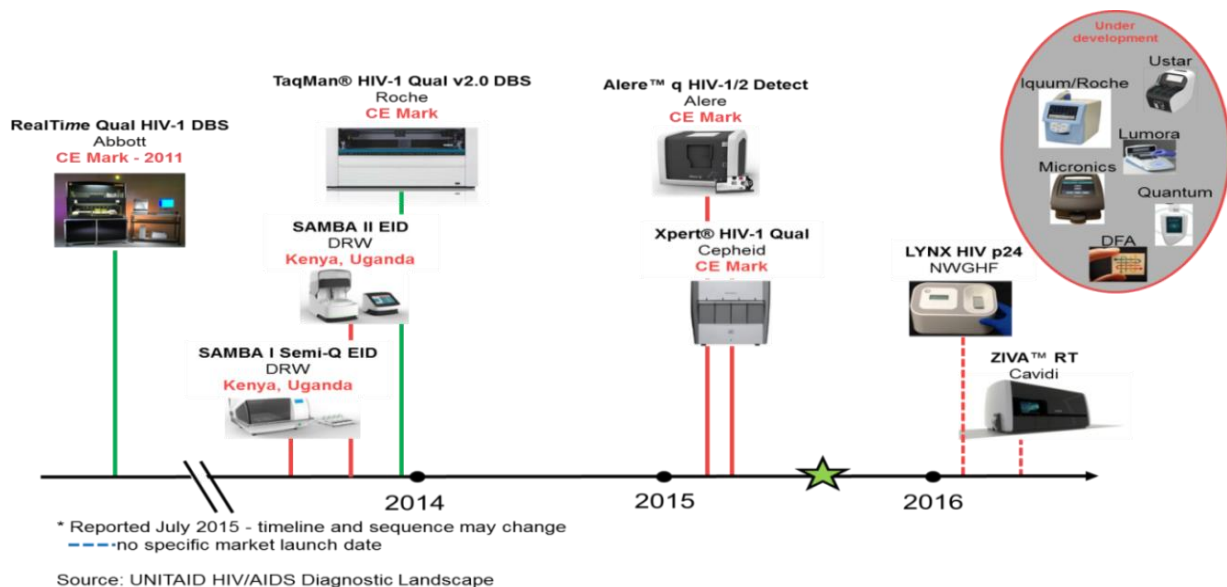 RealTime Qual HIV-1 DBS
Abbott
CE Mark - 2011
TaqMan® HIV-1 Qual v2.0 DBS
Roche
CE Mark
SAMBA II EID
DRW
Kenya, Uganda
SAMBA I Semi-Q EID
DRW
Kenya, Uganda
Alere™ q HIV-1/2 Detect
Alere
CE Mark
Xpert® HIV-1 Qual
Cepheid
CE Mark
LYNX HIV p24
NWGHF
ZIVA™ RT
Cavidi
Under
development
Ustar
Iquum/Roche
Lumora
Micronics
Quantum
DFA
2014
2015
2016
* Reported July 2015 - timeline and sequence may change
no specific market launch date
Source: UNITAID HIV/AIDS Diagnostic Landscape